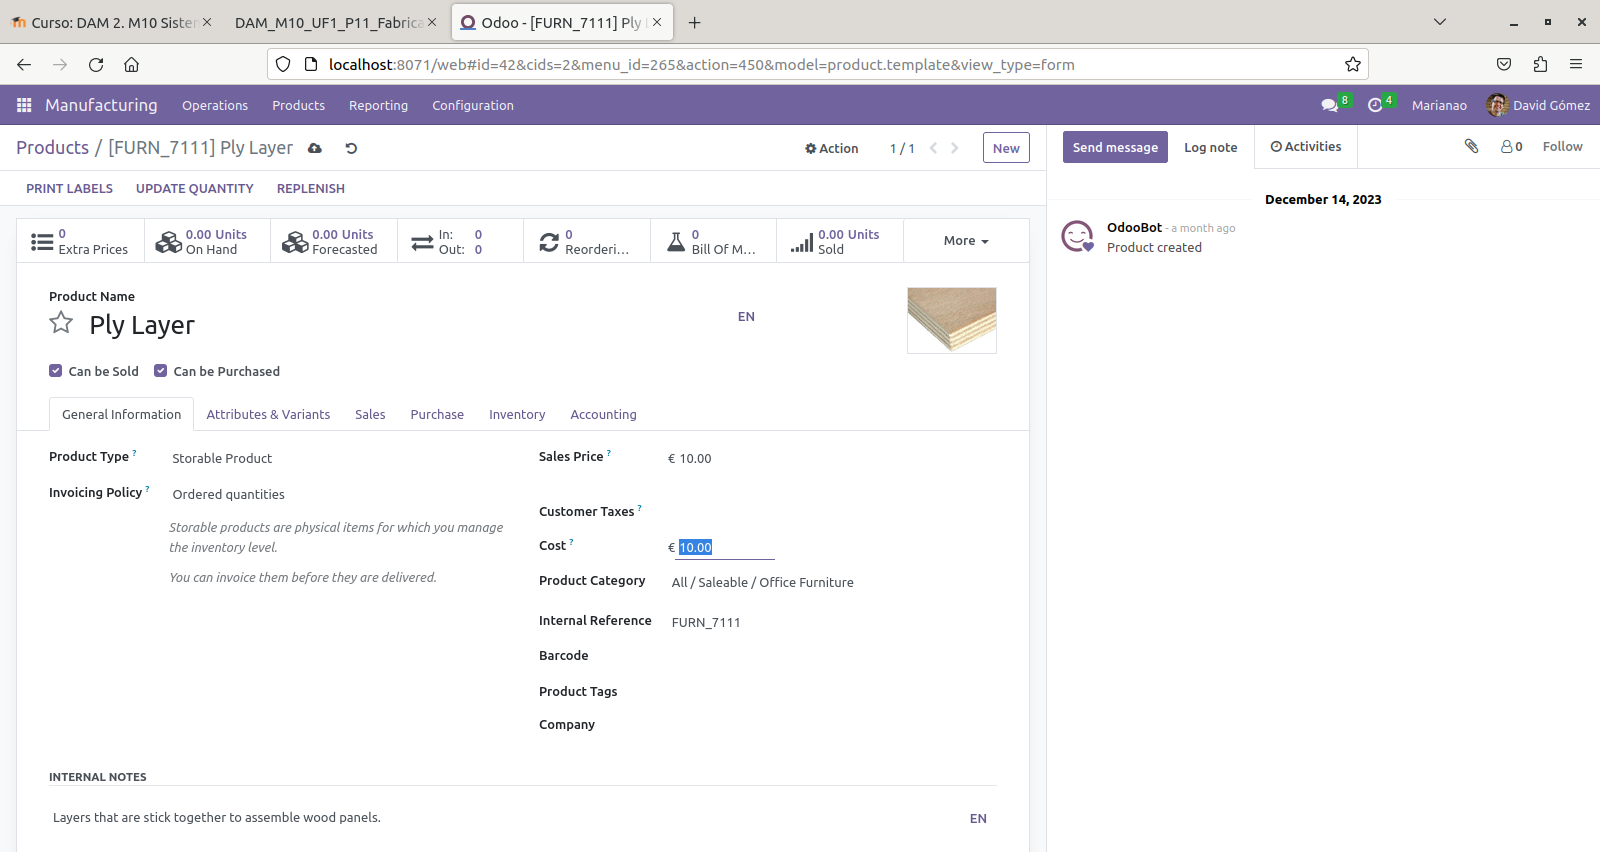 Curso: DAM 2. M10 Sister
DAM_M10_UF1_P11_Fabrica
Odoo - [FURN_7111] Ply
localhost:8071/web#id=42&cids=2&menu_id=265&action=450&model=product.template&view_type=form
Manufacturing
Operations
Products
Reporting
Configuration
8
4
Marianao
David Gómez
Products / [FURN_7111] Ply Layer
Action
1 / 1
New
Send message
Log note
Activities
0
Follow
PRINT LABELS
UPDATE QUANTITY
REPLENISH
December 14, 2023
0
Extra Prices
0.00 Units
On Hand
0.00 Units
Forecasted
In: 0
Out: 0
0
Reorderi...
0
Bill Of M...
0.00 Units
Sold
More
OdooBot - a month ago
Product created
Product Name
Ply Layer
EN
Can be Sold
Can be Purchased
General Information
Attributes & Variants
Sales
Purchase
Inventory
Accounting
Product Type ?
Storable Product
Invoicing Policy ?
Ordered quantities
Storable products are physical items for which you manage
the inventory level.
You can invoice them before they are delivered.
Sales Price ?
€ 10.00
Customer Taxes ?
Cost ?
€ 10.00
Product Category
All / Saleable / Office Furniture
Internal Reference
FURN_7111
Barcode
Product Tags
Company
INTERNAL NOTES
Layers that are stick together to assemble wood panels.
EN